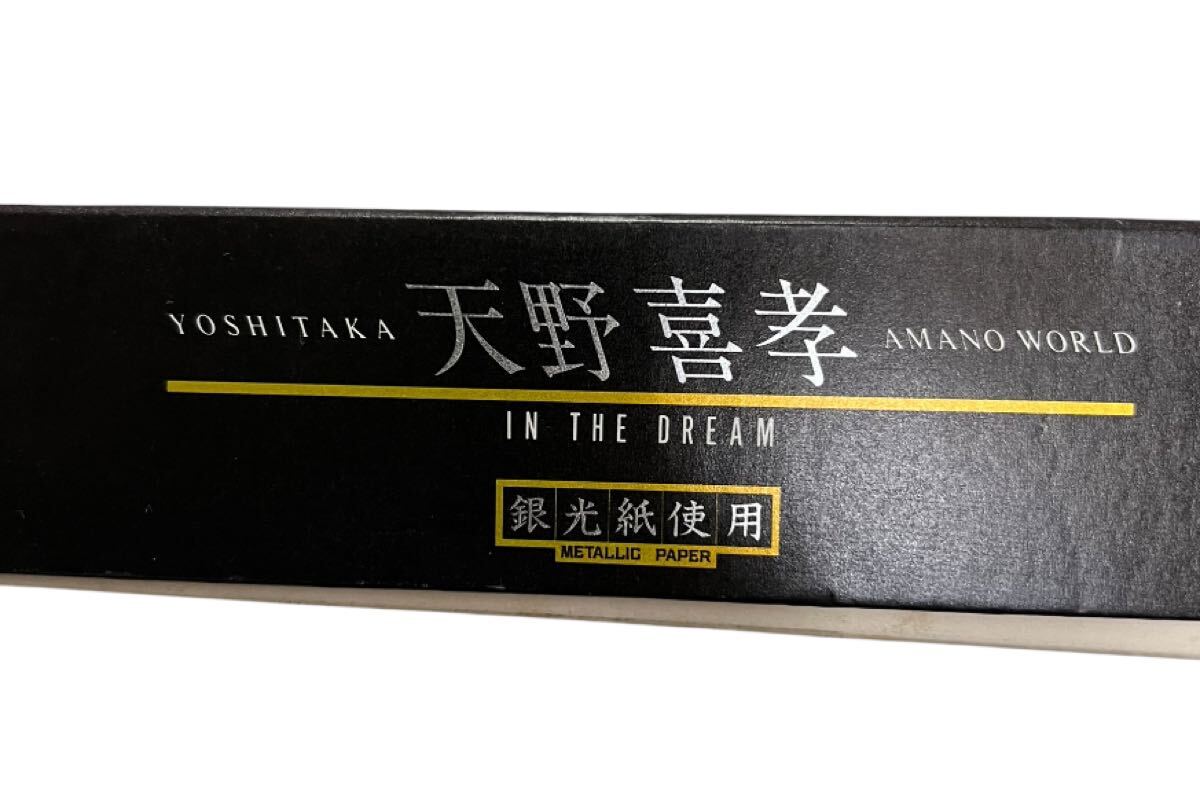 YOSHITAKA 天野喜孝 AMANO WORLD
IN THE DREAM
銀光紙使用
METALLIC PAPER